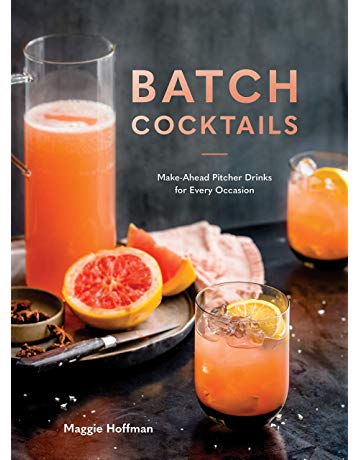 BATCH
COCKTAILS
Make-Ahead Pitcher Drinks
for Every Occasion
Maggie Hoffman